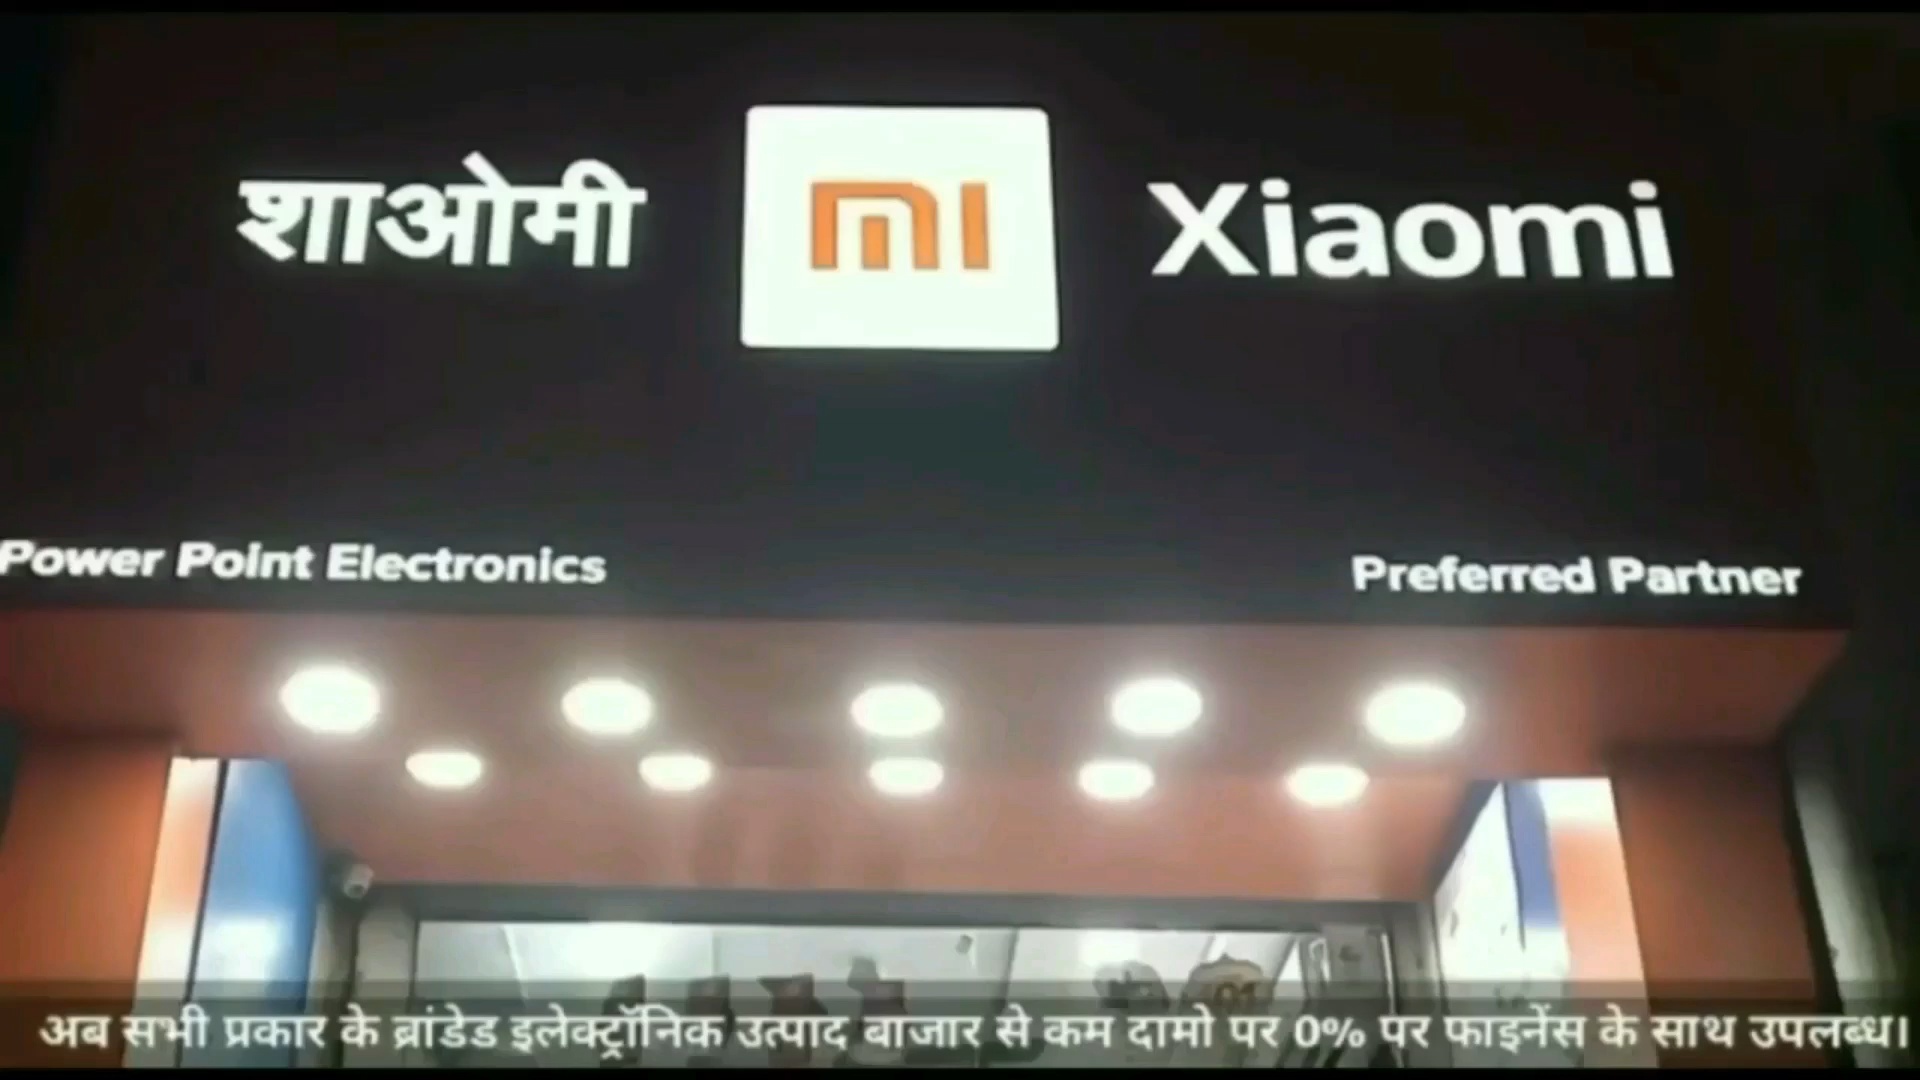 शाओमी mi Xiaomi
Power Point Electronics Preferred Partner
अब सभी प्रकार के ब्रांडेड इलेक्ट्रॉनिक उत्पाद बाजार से कम दामो पर 0% पर फाइनेंस के साथ उपलब्ध।